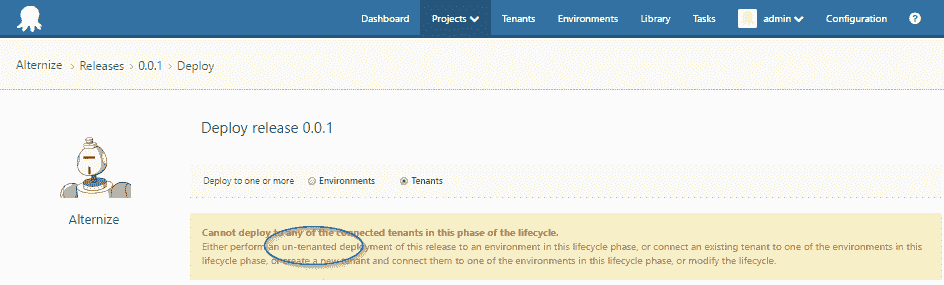 Dashboard Projects Tenants Environments Library Tasks admin Configuration ?
Alternize > Releases > 0.0.1 > Deploy
Deploy release 0.0.1
Deploy to one or more Environments Tenants
Alternize
Cannot deploy to any of the connected tenants in this phase of the lifecycle.
Either perform an un-tenanted deployment of this release to an environment in this lifecycle phase, or connect an existing tenant to one of the environments in this
lifecycle phase, or create a new tenant and connect them to one of the environments in this lifecycle phase, or modify the lifecycle.